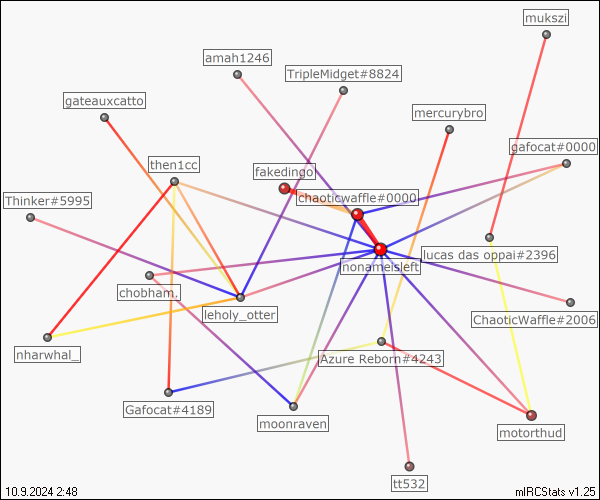 mukszi
amah1246
TripleMidget#8824
gateauxcatto
mercurybro
gafocat#0000
then1cc
fakedingo
Thinker#5995
chaoticwaffle#0000
lucas das oppai#2396
nonameisleft
chobham.
leholy_otter
ChaoticWaffle#2006
nharwhal_
Azure Reborn#4243
Gafocat#4189
moonraven
motorthud
tt532
10.9.2024 2:48
mIRCStats v1.25